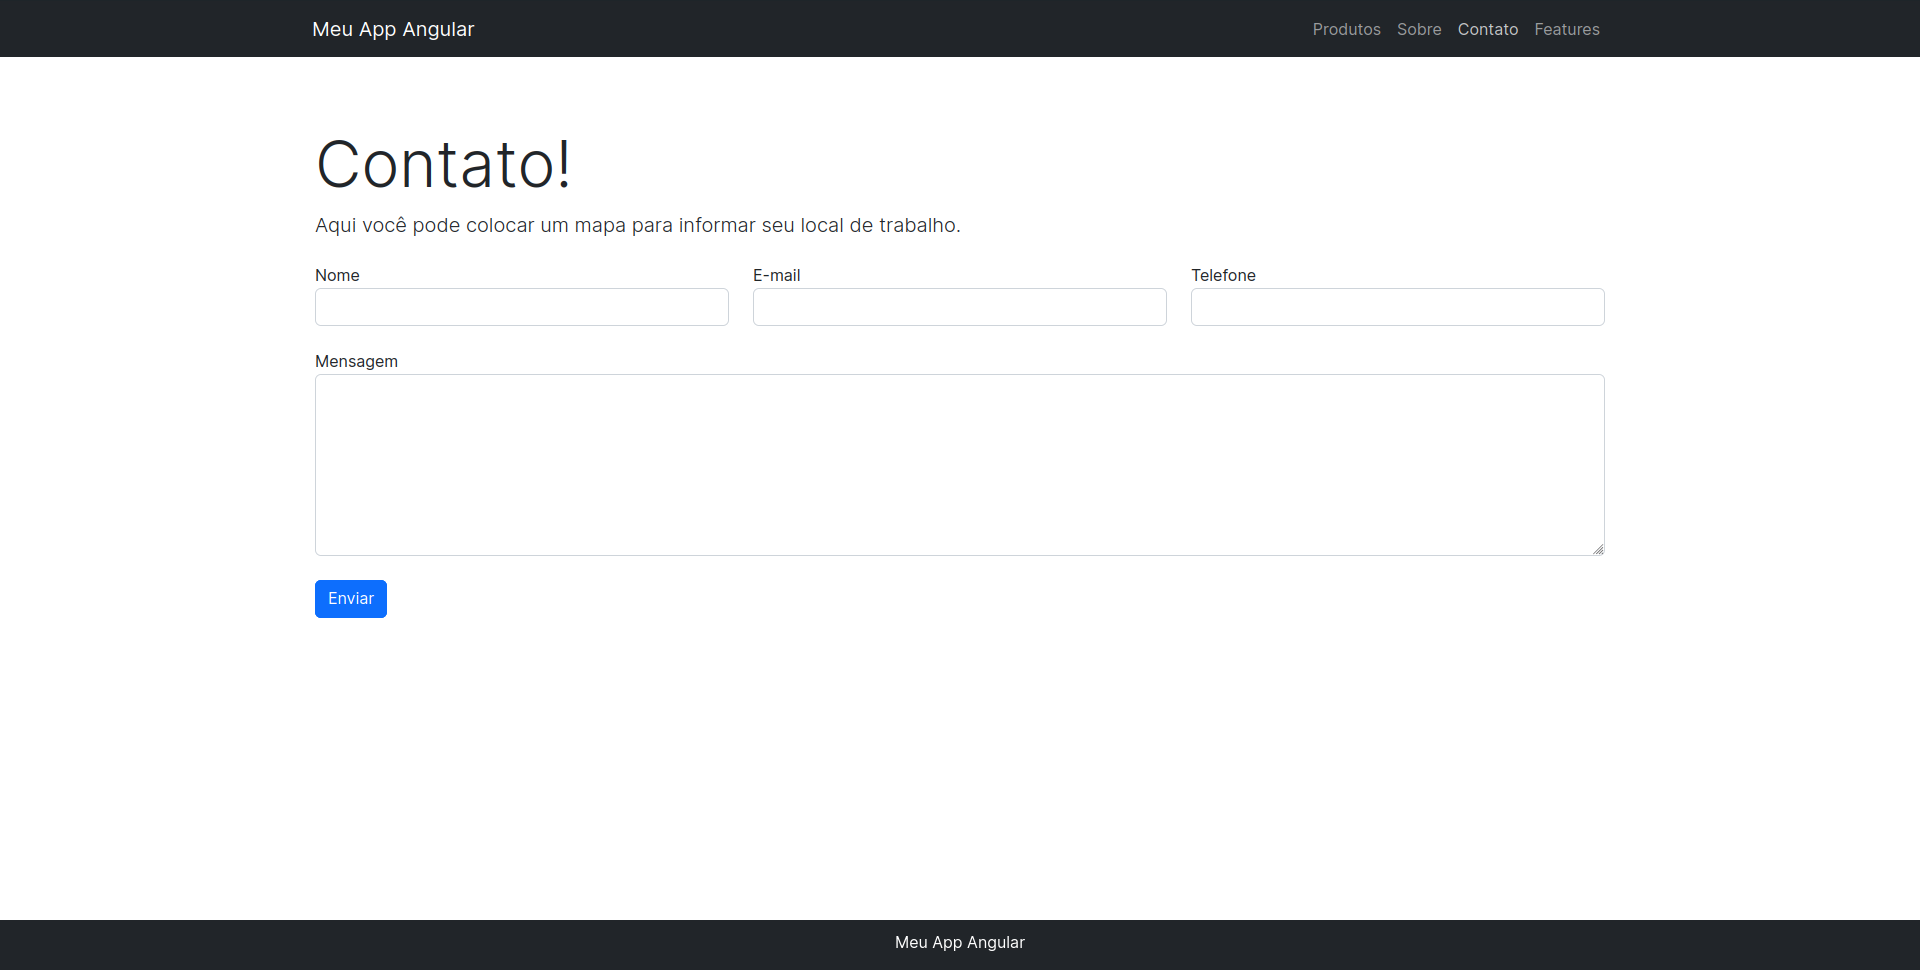 Meu App Angular Produtos Sobre Contato Features
Contato!
Aqui você pode colocar um mapa para informar seu local de trabalho.
Nome E-mail Telefone
Mensagem
Enviar
Meu App Angular